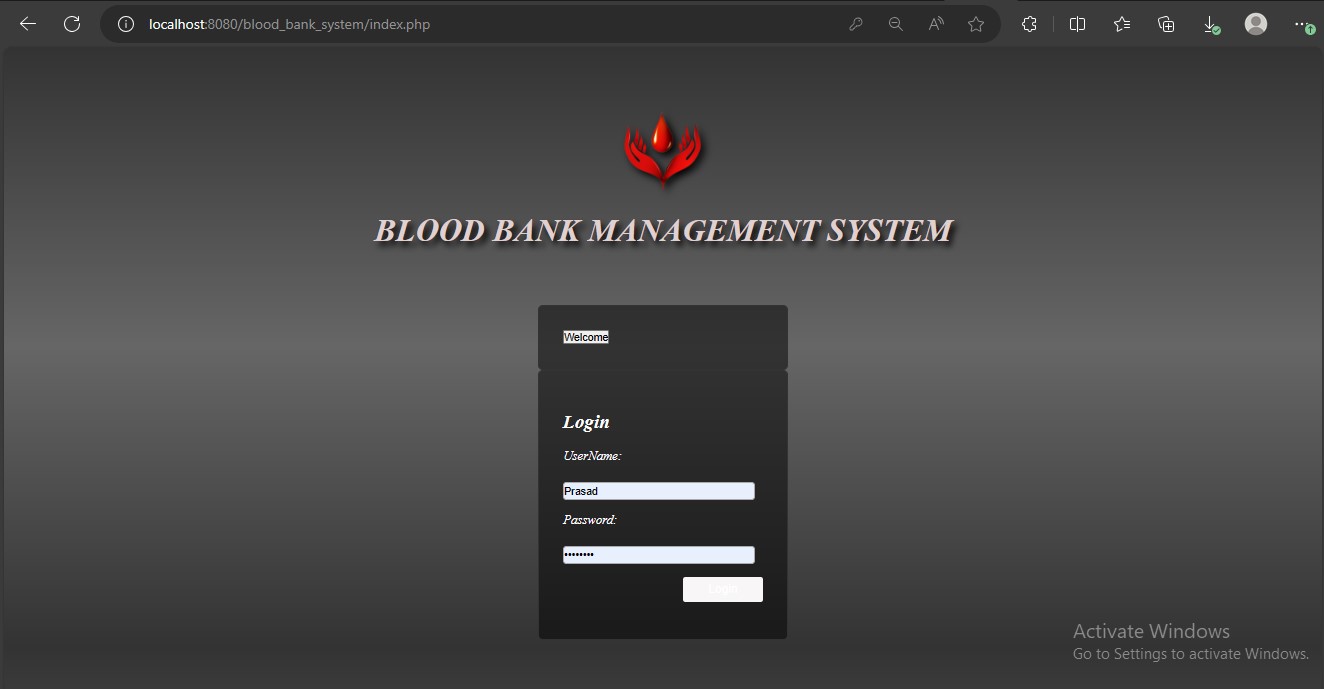 localhost:8080/blood_bank_system/index.php
BLOOD BANK MANAGEMENT SYSTEM
Welcome
Login
UserName:
Prasad
Password:
••••••••
Login
Activate Windows
Go to Settings to activate Windows.